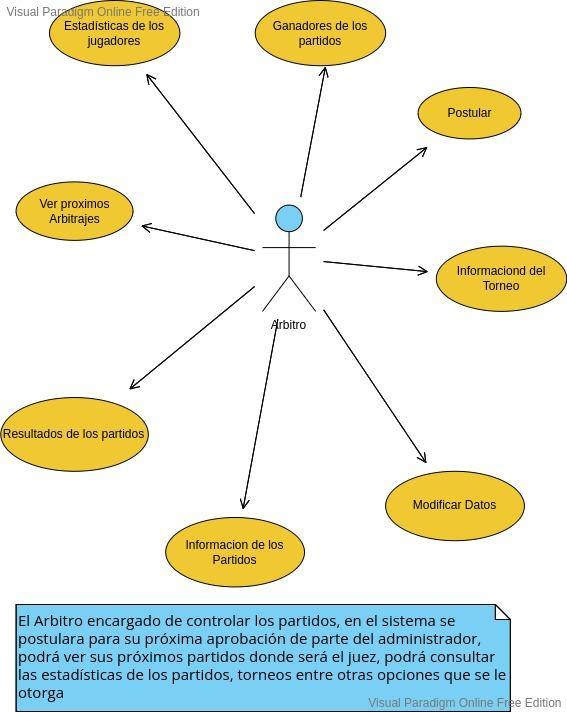 Visual Paradigm Online Free Edition
Estadísticas de los
jugadores
Ganadores de los
partidos
Postular
Ver proximos
Arbitrajes
Informaciond del
Torneo
Arbitro
Resultados de los partidos
Modificar Datos
Informacion de los
Partidos
El Arbitro encargado de controlar los partidos, en el sistema se
postulara para su próxima aprobación de parte del administrador,
podrá ver sus próximos partidos donde será el juez, podrá consultar
las estadísticas de los partidos, torneos entre otras opciones que se le
otorga
Visual Paradigm Online Free Edition